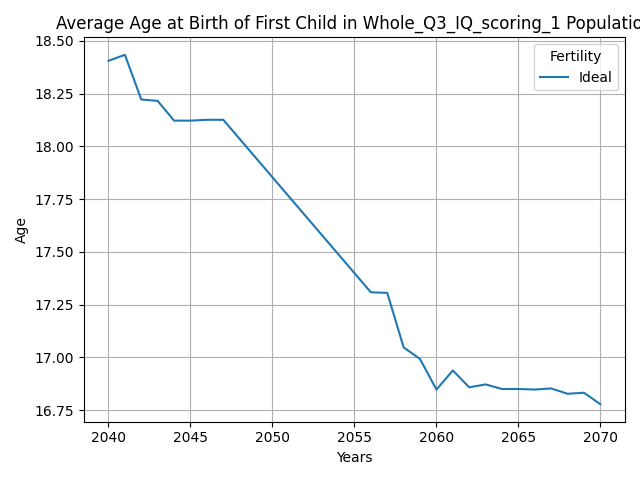 Average Age at Birth of First Child in Whole_Q3_IQ_scoring_1 Populatio
Fertility
Ideal
18.50
18.25
18.00
17.75
17.50
17.25
17.00
16.75
Age
2040 2045 2050 2055 2060 2065 2070
Years